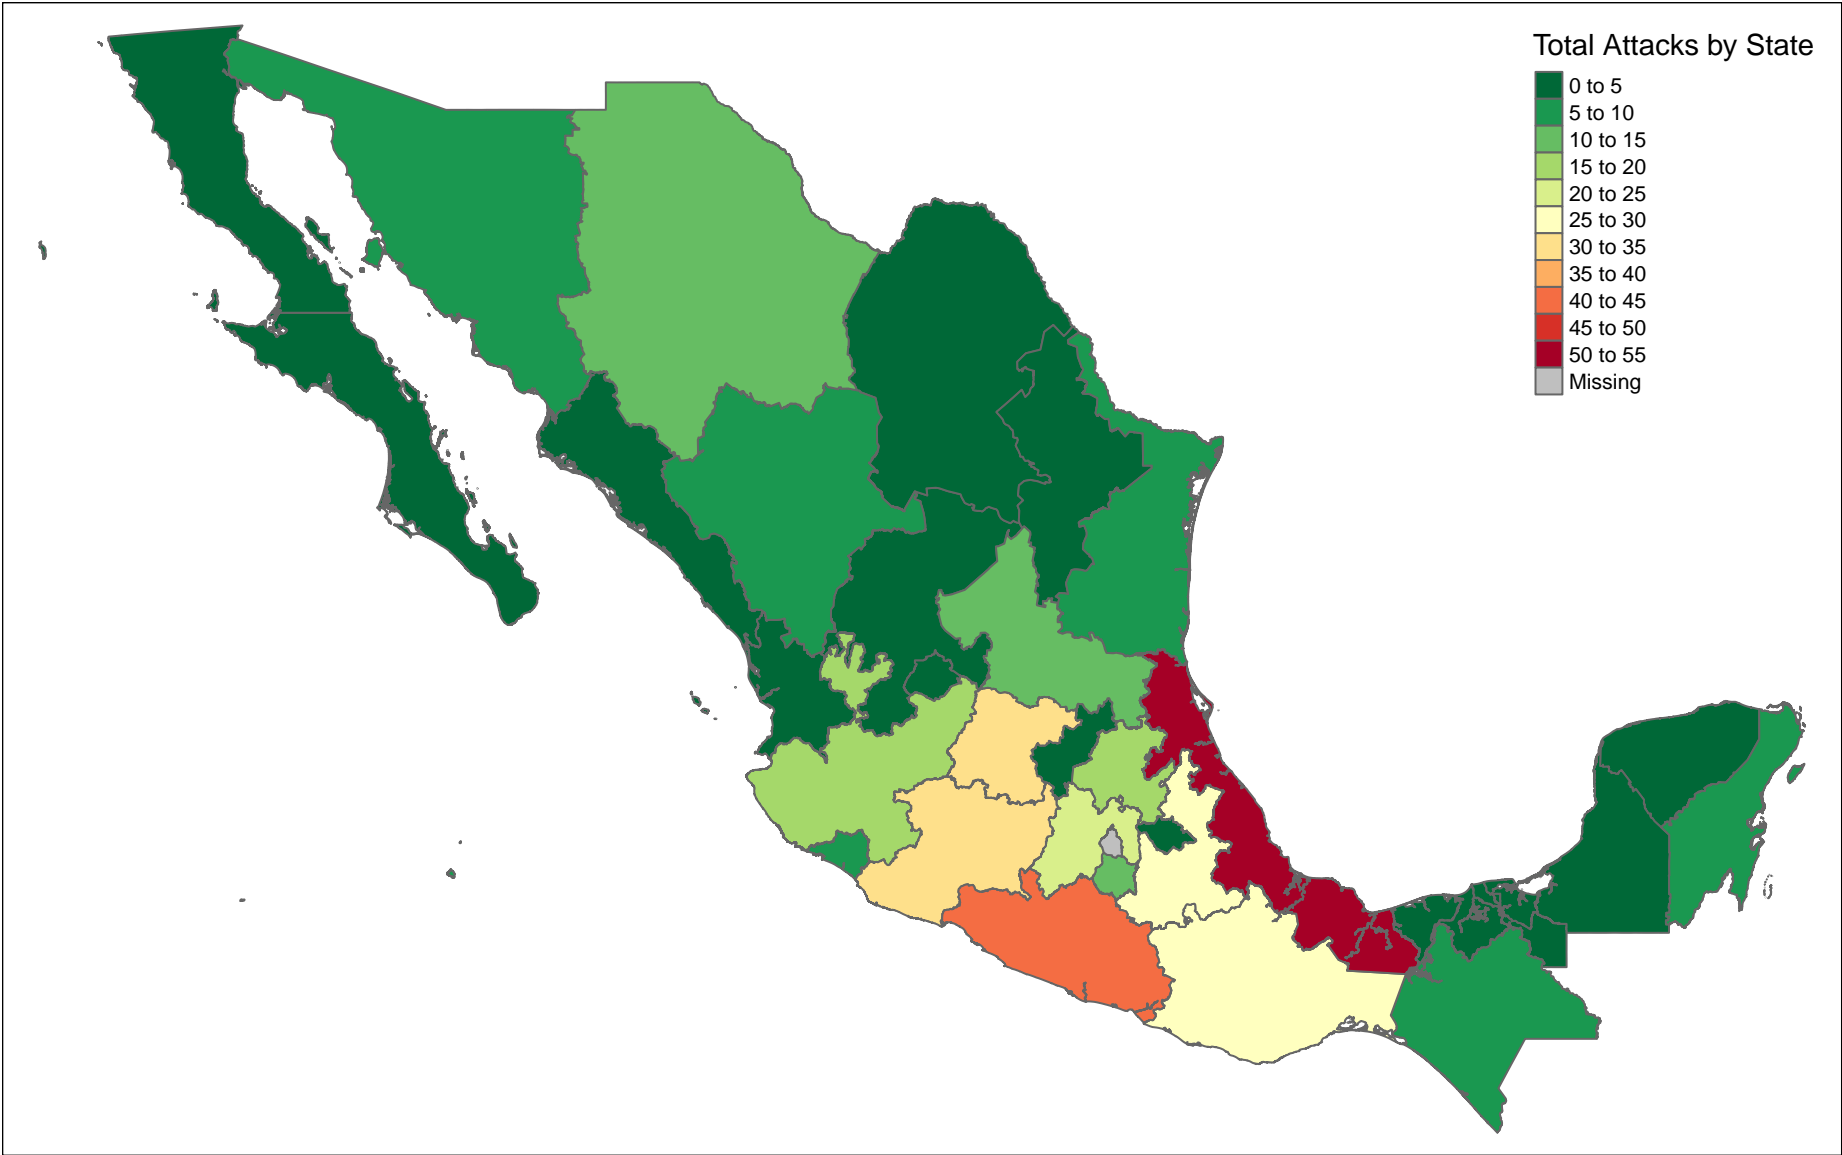 Total Attacks by State
0 to 5
5 to 10
10 to 15
15 to 20
20 to 25
25 to 30
30 to 35
35 to 40
40 to 45
45 to 50
50 to 55
Missing